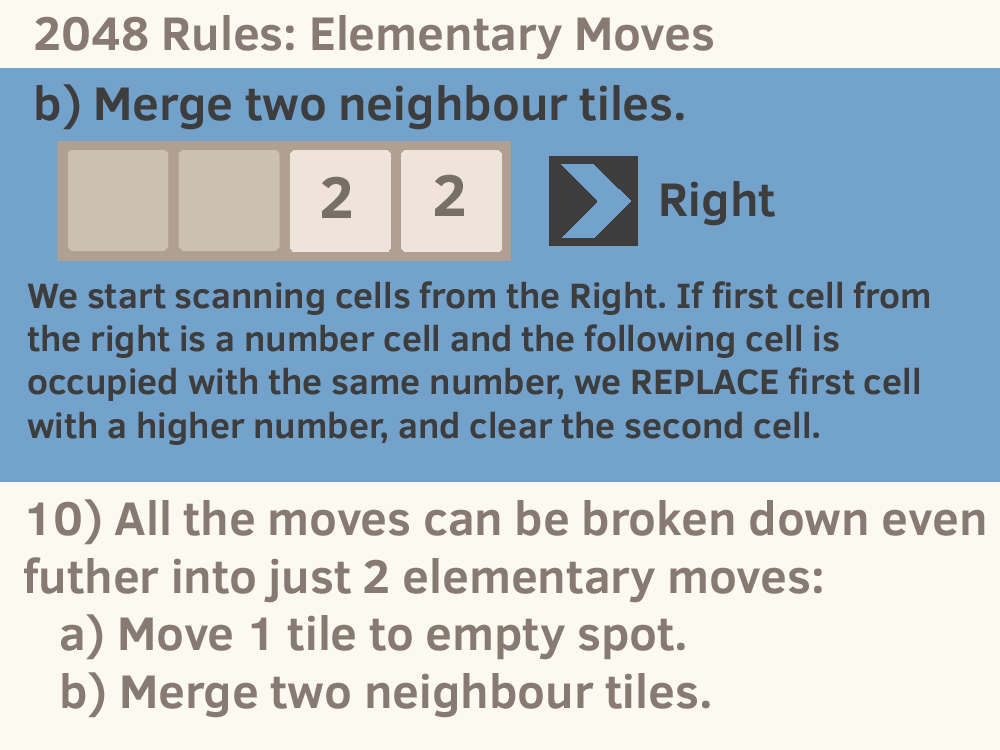 2048 Rules: Elementary Moves
b) Merge two neighbour tiles.
2 2 Right
We start scanning cells from the Right. If first cell from
the right is a number cell and the following cell is
occupied with the same number, we REPLACE first cell
with a higher number, and clear the second cell.
10) All the moves can be broken down even
futher into just 2 elementary moves:
a) Move 1 tile to empty spot.
b) Merge two neighbour tiles.